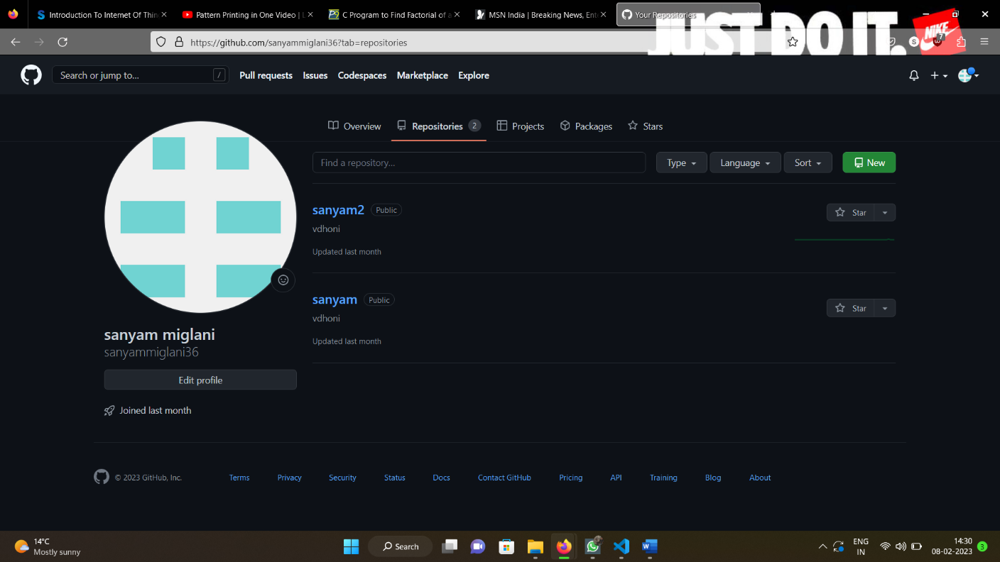 Introduction To Internet Of Thin
Pattern Printing in One Video | L
C Program to Find Factorial of a
MSN India | Breaking News, Ent
Your Repositories
JUST DO IT.
NIKE
https://github.com/sanyammiglani36?tab=repositories
S
7
Search or jump to...
/
Pull requests
Issues
Codespaces
Marketplace
Explore
Overview
Repositories 2
Projects
Packages
Stars
Find a repository...
Type
Language
Sort
New
sanyam2 Public
Star
vdhoni
Updated last month
sanyam Public
Star
vdhoni
Updated last month
sanyam miglani
sanyammiglani36
Edit profile
Joined last month
© 2023 GitHub, Inc.
Terms
Privacy
Security
Status
Docs
Contact GitHub
Pricing
API
Training
Blog
About
14°C
Mostly sunny
Search
ENG
IN
14:30
08-02-2023
3